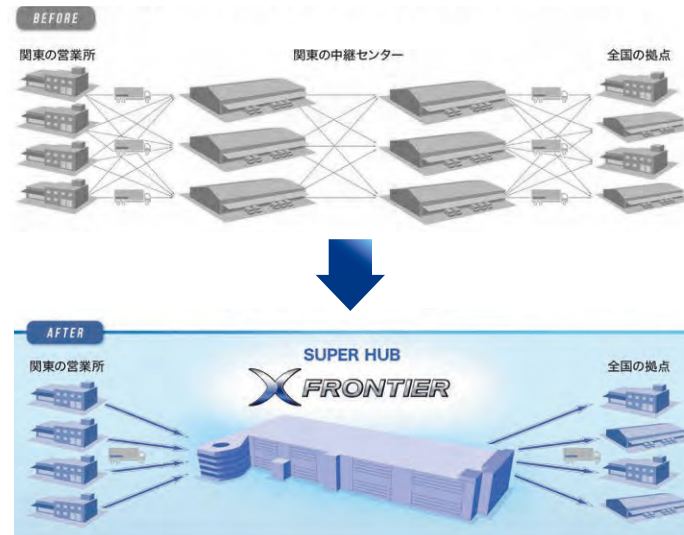 BEFORE
関東の営業所
関東の中継センター
全国の拠点
AFTER
SUPER HUB
関東の営業所
X FRONTIER
全国の拠点